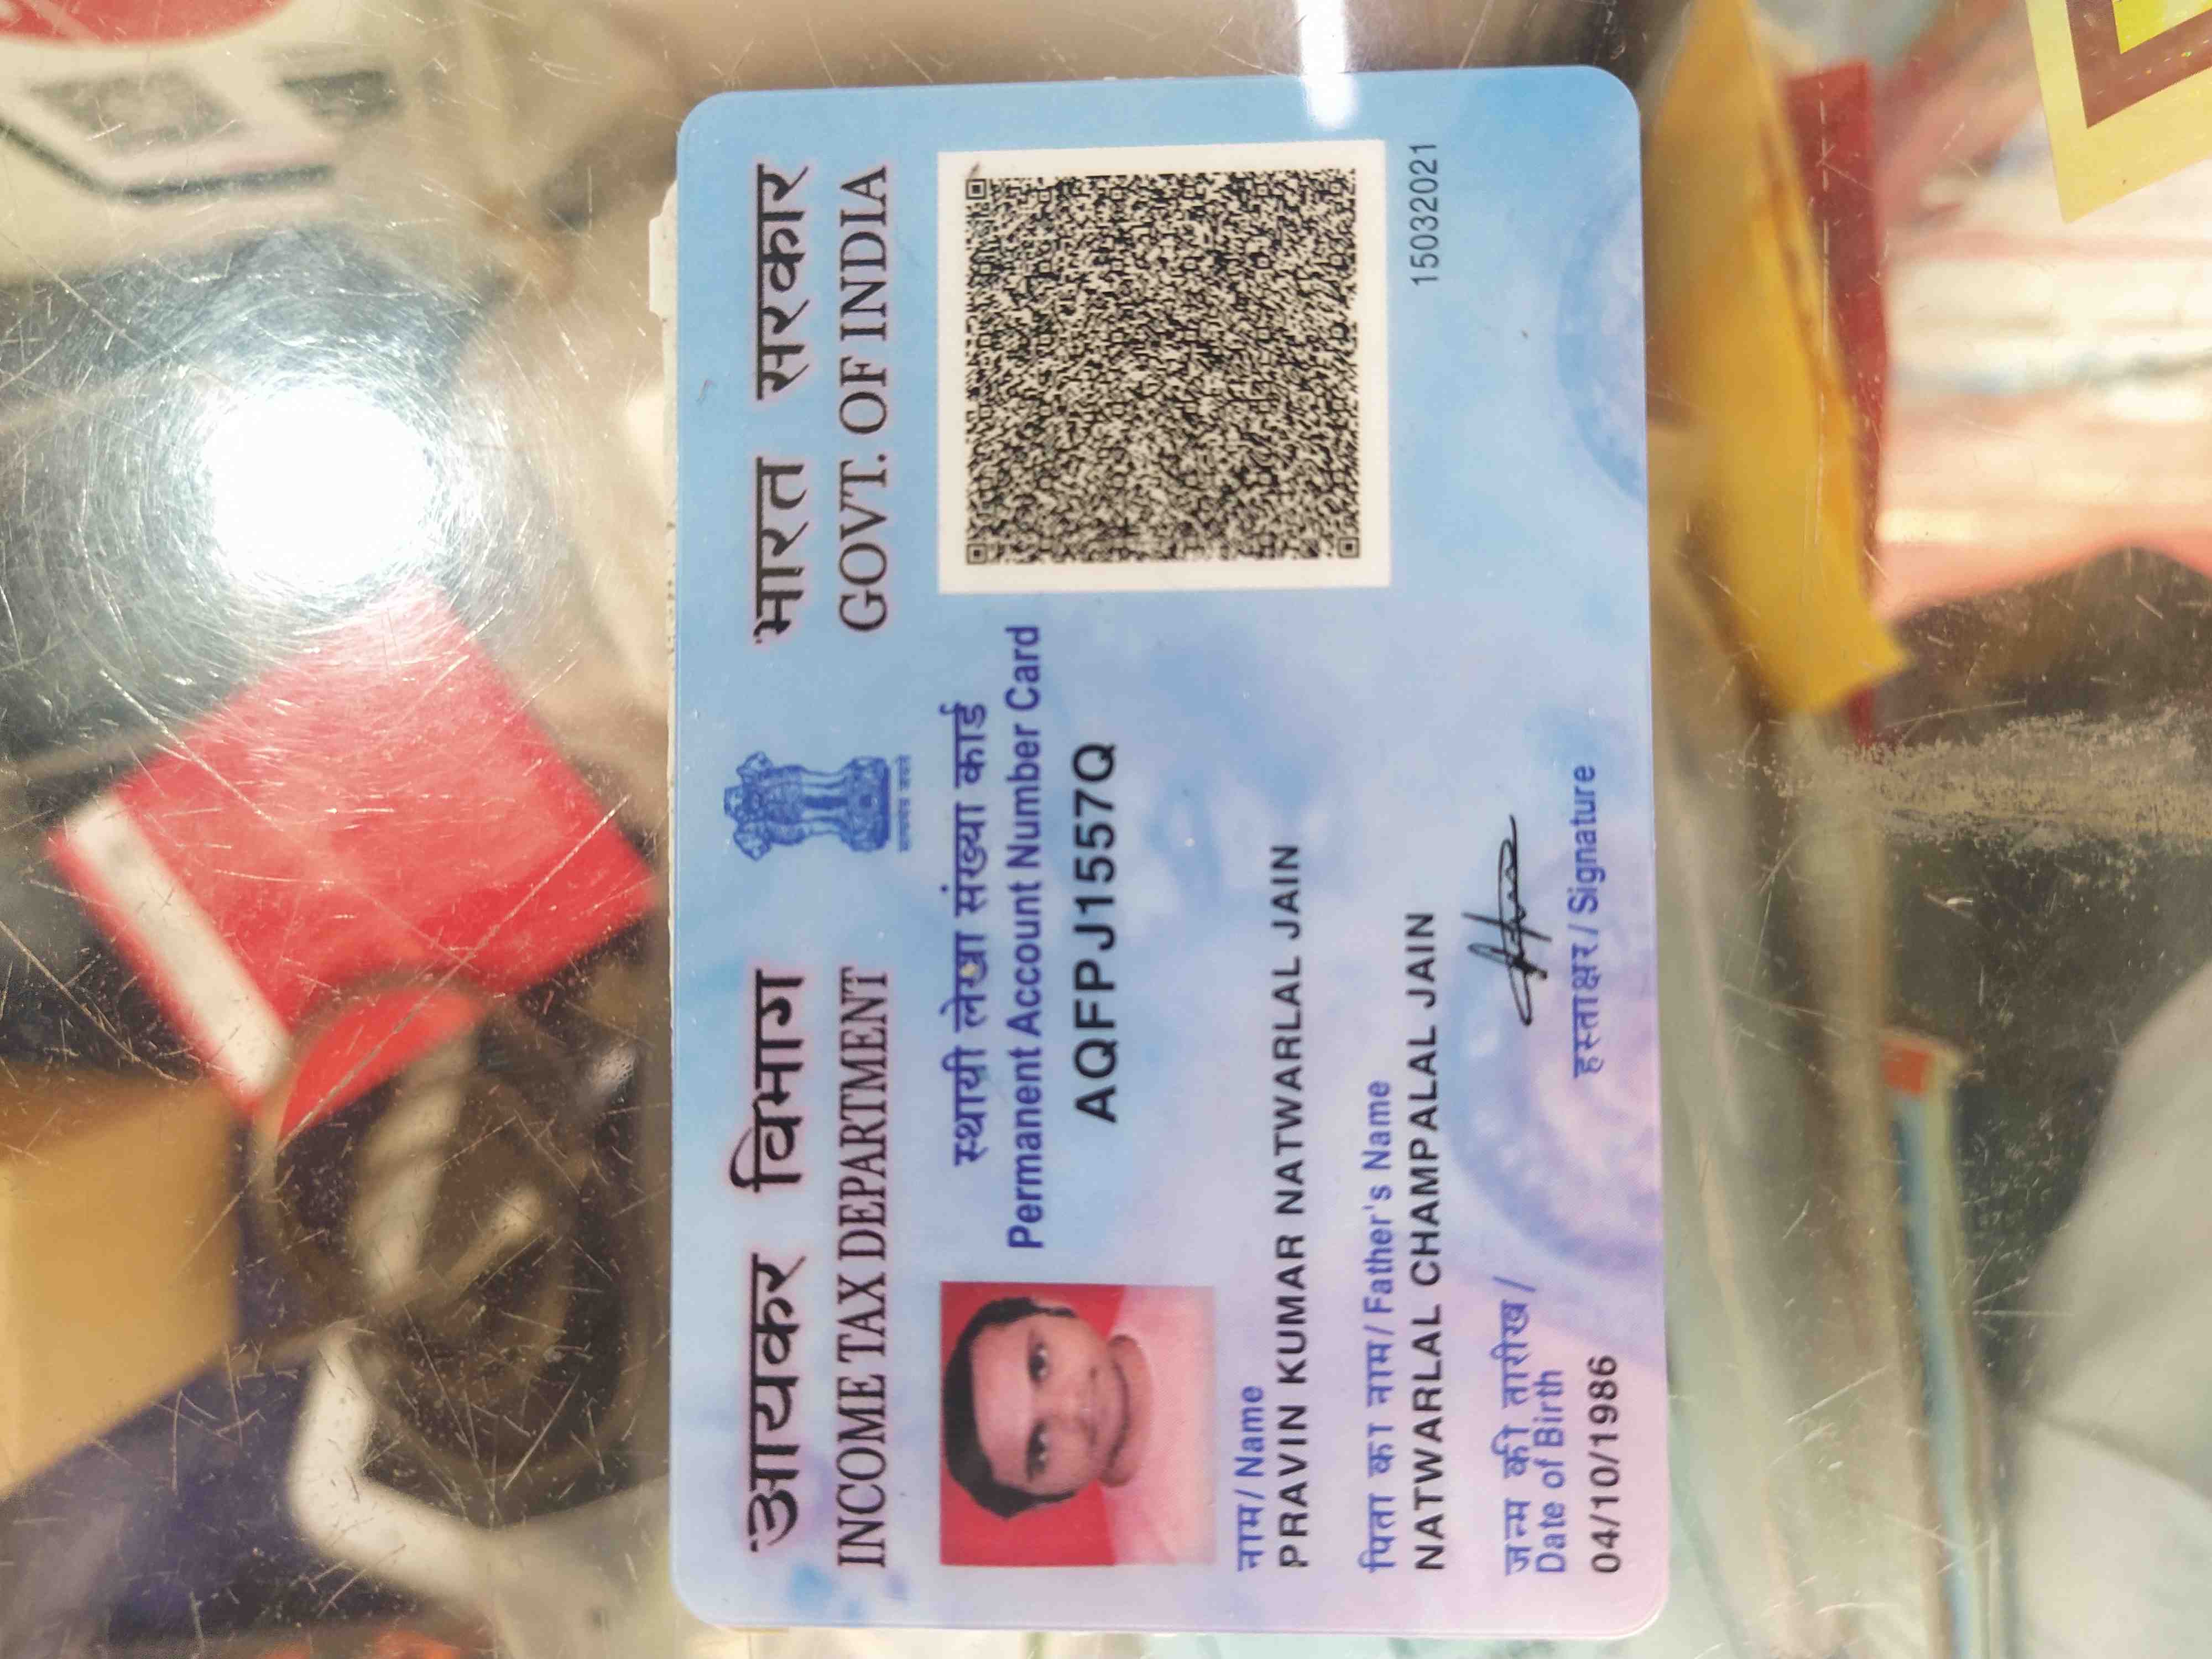 आयकर विभाग
INCOME TAX DEPARTMENT
भारत सरकार
GOVT. OF INDIA
स्थायी लेखा संख्या कार्ड
Permanent Account Number Card
AQFPJ1557Q
नाम / Name
PRAVIN KUMAR NATWARLAL JAIN
पिता का नाम / Father's Name
NATWARLAL CHAMPALAL JAIN
जन्म की तारीख /
Date of Birth
04/10/1986
हस्ताक्षर / Signature
15032021